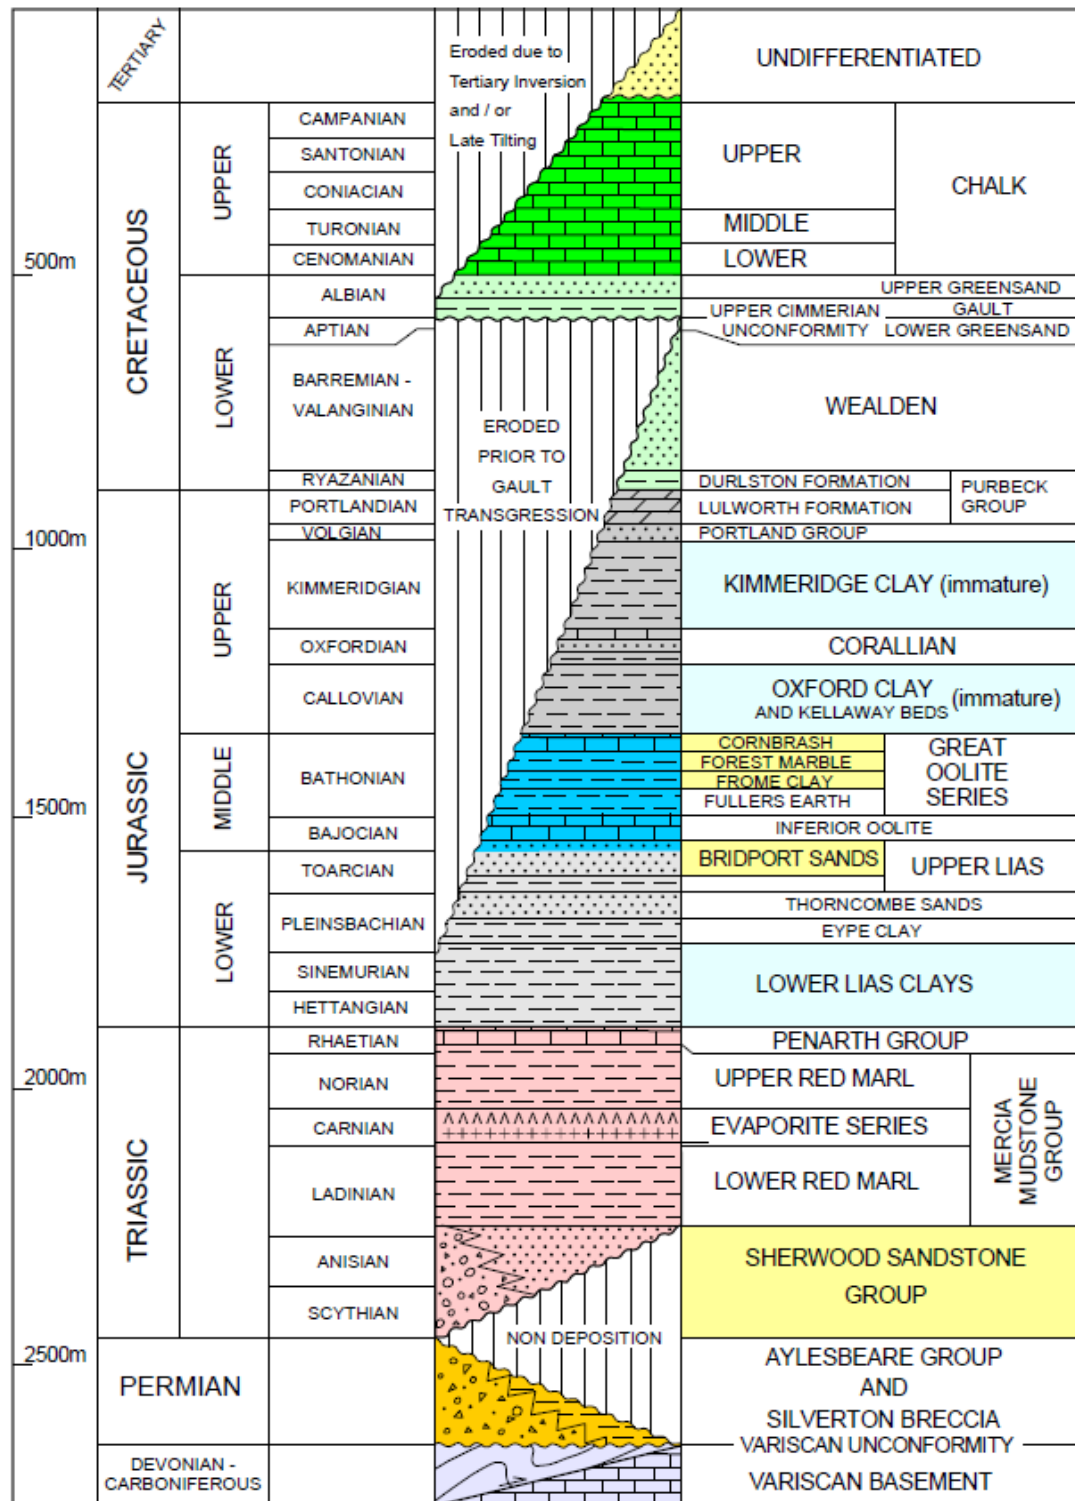 TERTIARY
Eroded due to
Tertiary Inversion
and / or
Late Tilting
UNDIFFERENTIATED
CRETACEOUS
UPPER
CAMPANIAN
SANTONIAN
CONIACIAN
TURONIAN
CENOMANIAN
UPPER
MIDDLE
LOWER
CHALK
500m
LOWER
ALBIAN
APTIAN
BARREMIAN -
VALANGINIAN
RYAZANIAN
UPPER GREENSAND
UPPER CIMMERIAN
UNCONFORMITY
GAULT
LOWER GREENSAND
WEALDEN
ERODED
PRIOR TO
GAULT
TRANSGRESSION
DURLSTON FORMATION
LULWORTH FORMATION
PURBECK
GROUP
1000m
JURASSIC
UPPER
PORTLANDIAN
VOLGIAN
KIMMERIDGIAN
OXFORDIAN
CALLOVIAN
PORTLAND GROUP
KIMMERIDGE CLAY (immature)
CORALLIAN
OXFORD CLAY
AND KELLAWAY BEDS
(immature)
MIDDLE
BATHONIAN
BAJOCIAN
CORNBRASH
FOREST MARBLE
FROME CLAY
FULLERS EARTH
GREAT
OOLITE
SERIES
1500m
INFERIOR OOLITE
LOWER
TOARCIAN
PLEINSBACHIAN
SINEMURIAN
HETTANGIAN
BRIDPORT SANDS
UPPER LIAS
THORNCOMBE SANDS
EYPE CLAY
LOWER LIAS CLAYS
2000m
TRIASSIC
RHAETIAN
NORIAN
CARNIAN
LADINIAN
ANISIAN
SCYTHIAN
PENARTH GROUP
UPPER RED MARL
EVAPORITE SERIES
LOWER RED MARL
MERCIA
MUDSTONE
GROUP
SHERWOOD SANDSTONE
GROUP
NON DEPOSITION
2500m
PERMIAN
AYLESBEARE GROUP
AND
SILVERTON BRECCIA
VARISCAN UNCONFORMITY
DEVONIAN -
CARBONIFEROUS
VARISCAN BASEMENT